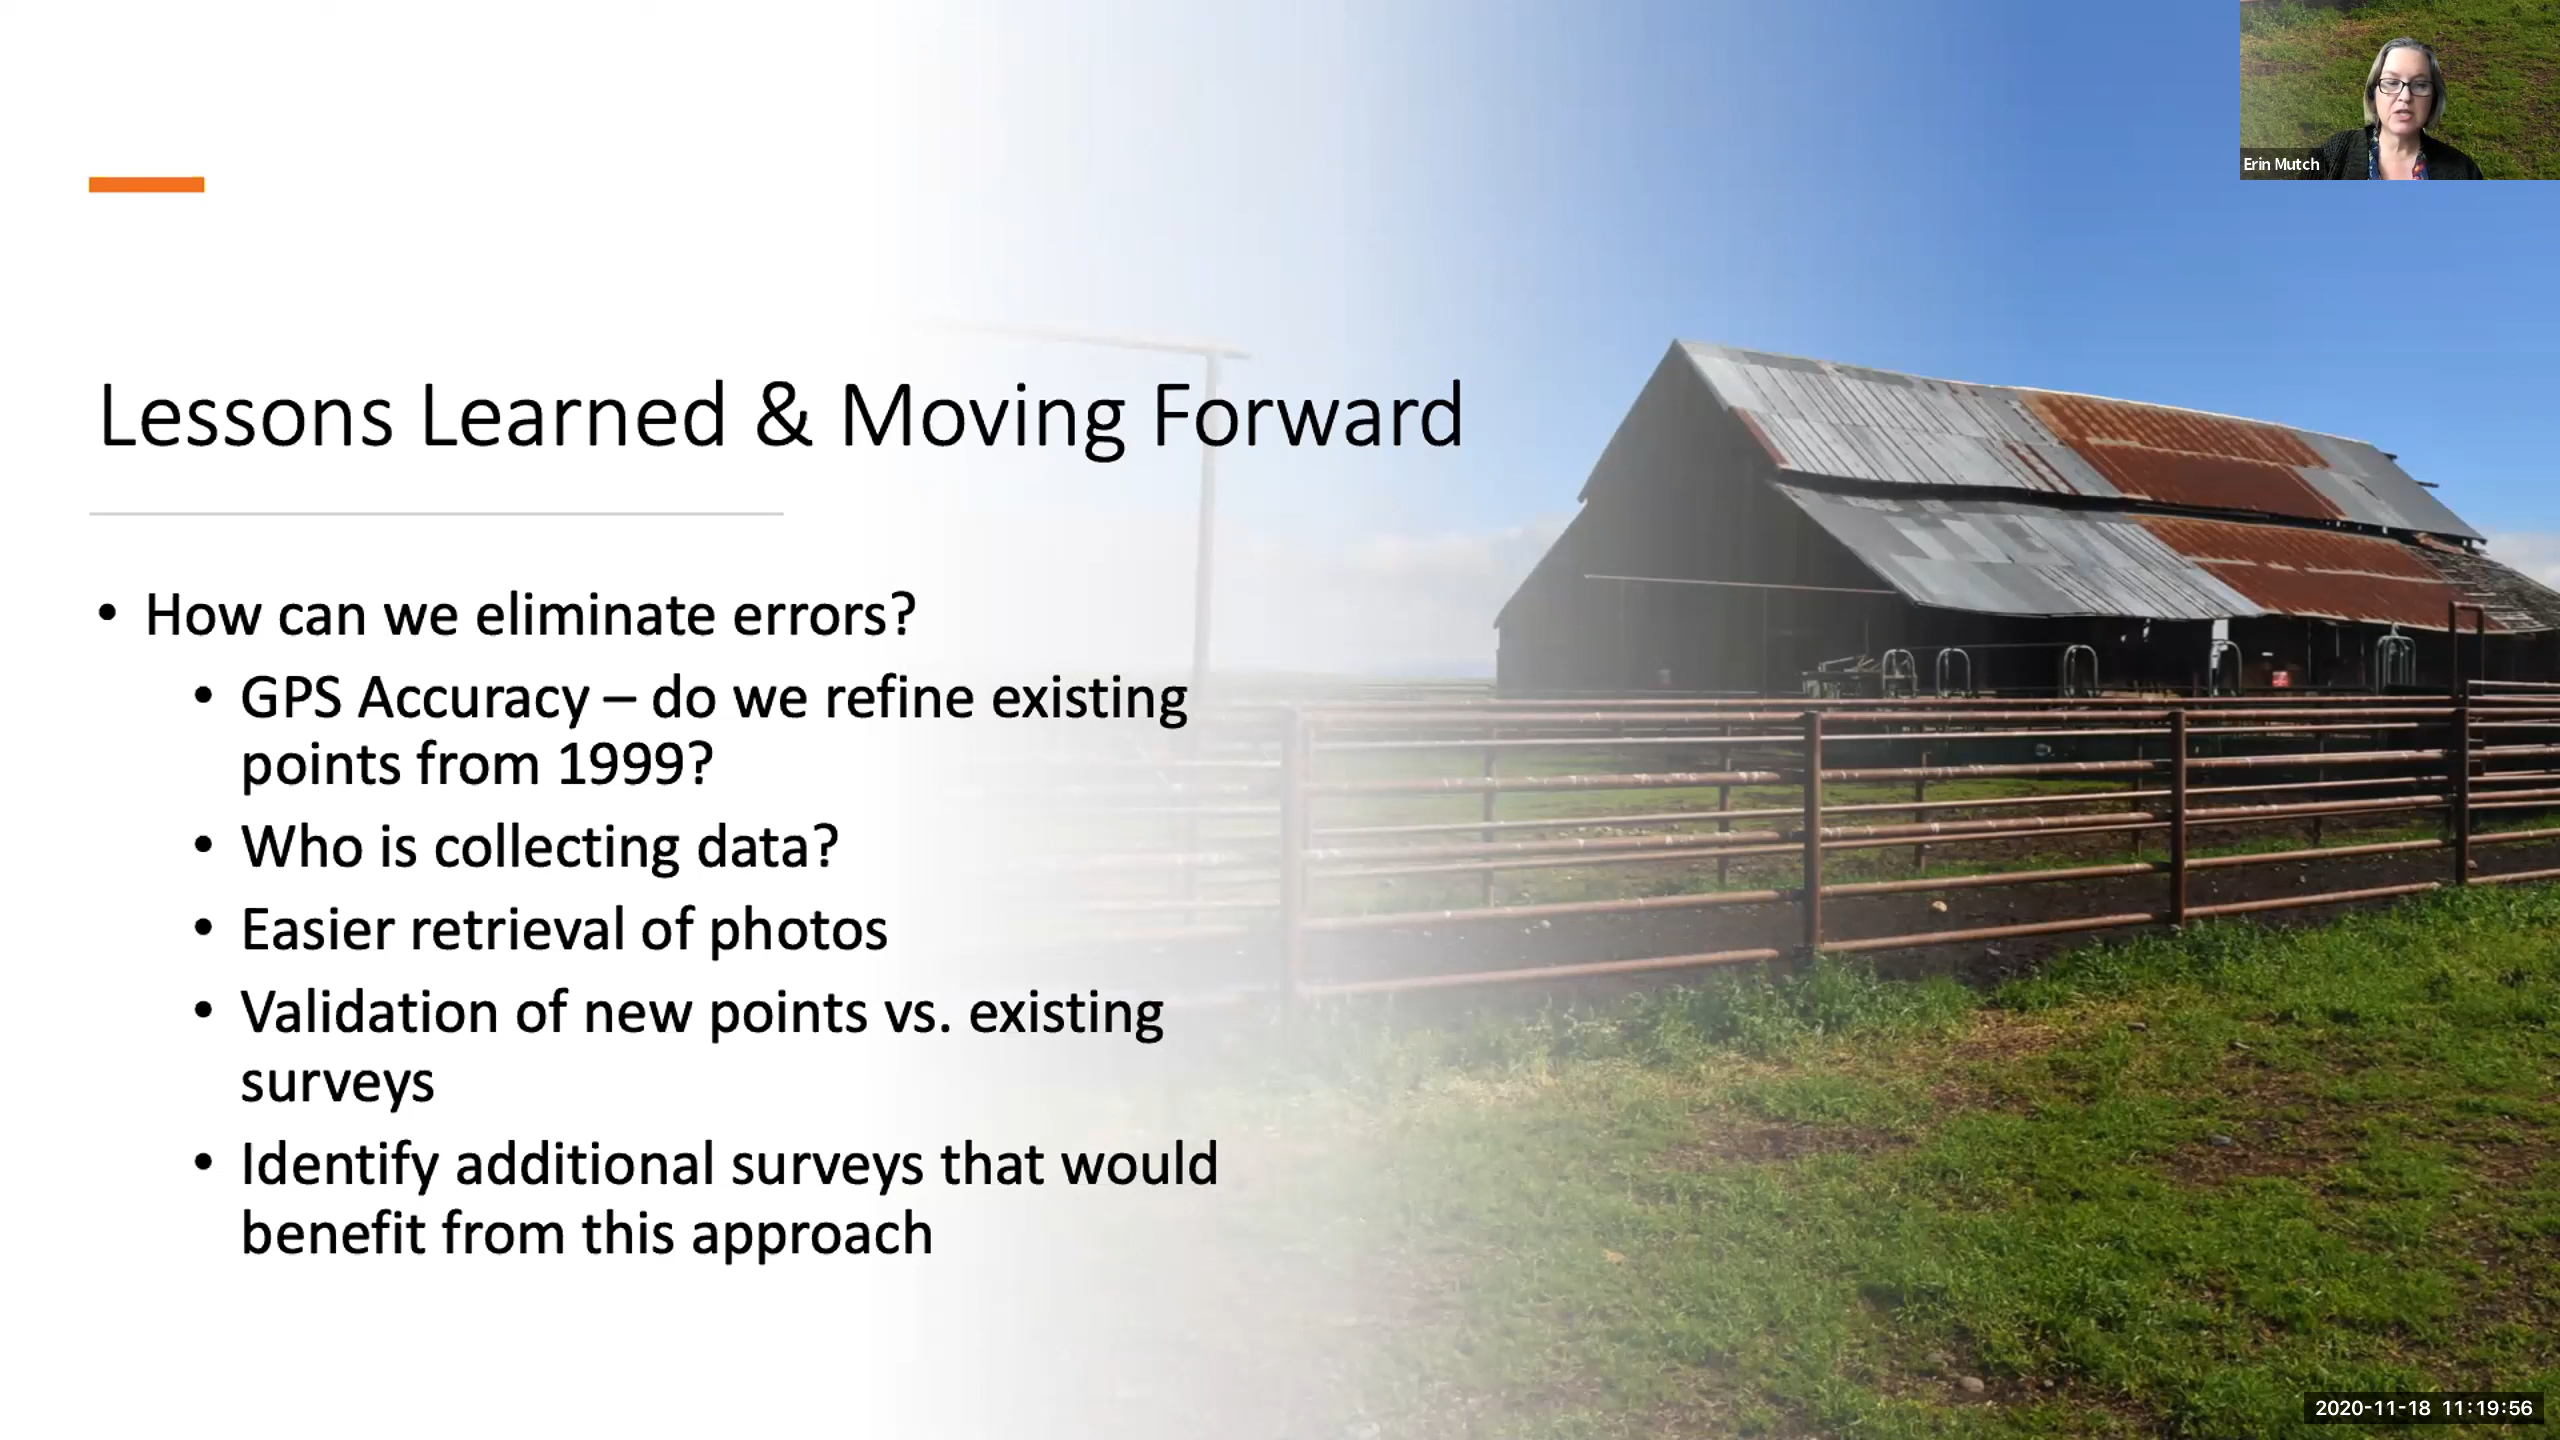 Erin Mutch
Lessons Learned & Moving Forward
• How can we eliminate errors?
• GPS Accuracy – do we refine existing
points from 1999?
• Who is collecting data?
• Easier retrieval of photos
• Validation of new points vs. existing
surveys
• Identify additional surveys that would
benefit from this approach
2020-11-18 11:19:56